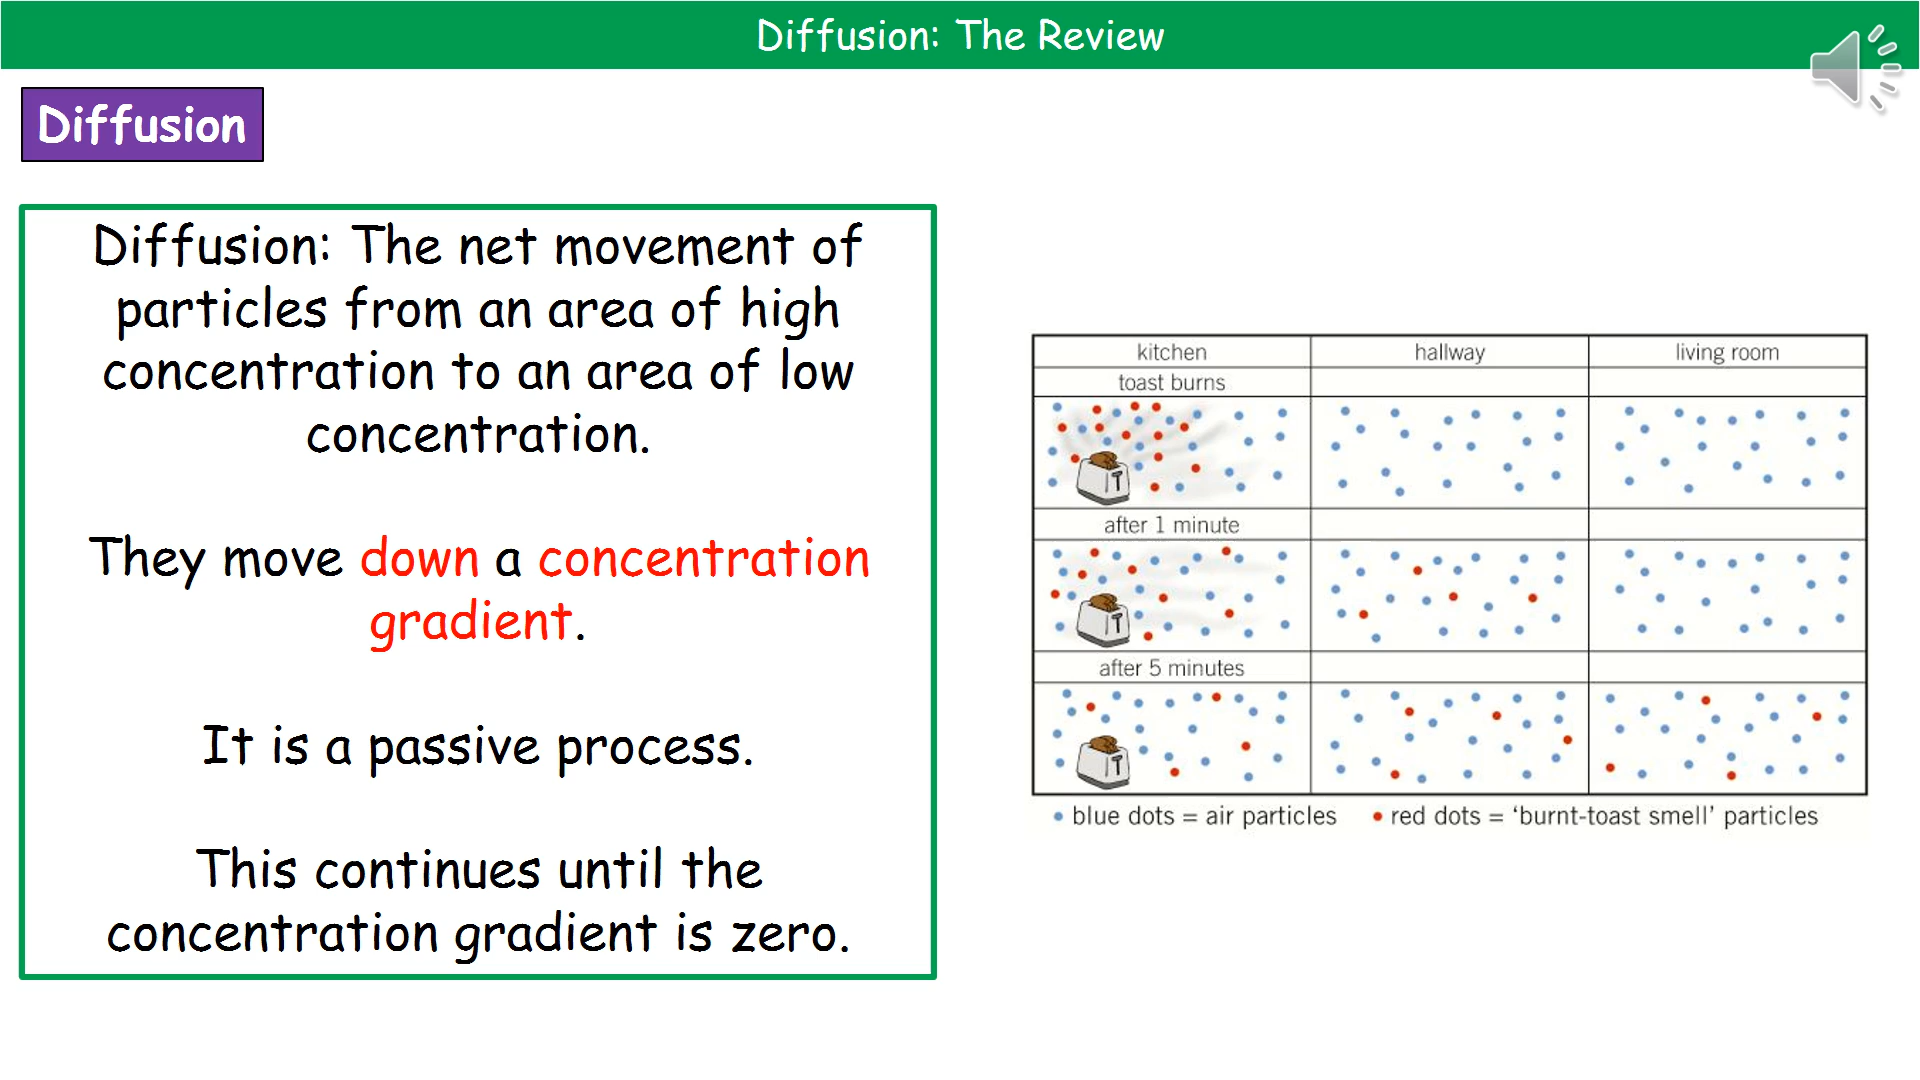 Diffusion: The Review
Diffusion
Diffusion: The net movement of
particles from an area of high
concentration to an area of low
concentration.
They move down a concentration
gradient.
It is a passive process.
This continues until the
concentration gradient is zero.
kitchen hallway living room
toast burns
T
after 1 minute
T
after 5 minutes
T
blue dots = air particles red dots = ‘burnt-toast smell’ particles